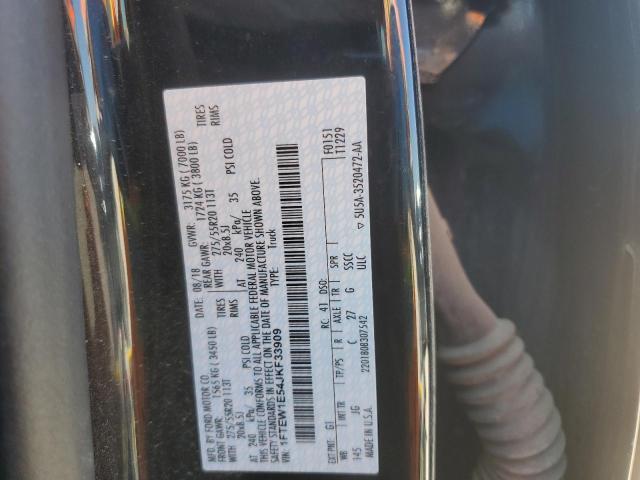 MFD. BY FORD MOTOR CO.
DATE: 08/18 GVWR: 3175 KG ( 7000 LB)
FRONT GAWR: 1565 KG ( 3450 LB) REAR GAWR: 1724 KG ( 3800 LB)
275/55R20 113T TIRES WITH 275/55R20 113T TIRES
20x8.5J RIMS 20x8.5J RIMS
AT 240 kPa/ 35 PSI COLD AT 240 kPa/ 35 PSI COLD
THIS VEHICLE CONFORMS TO ALL APPLICABLE FEDERAL MOTOR VEHICLE
SAFETY STANDARDS IN EFFECT ON THE DATE OF MANUFACTURE SHOWN ABOVE.
VIN: 1FTEW1E54JKF33909 TYPE: Truck
EXT PNT: G1 RC: 41 DSO: F0151
WB INT TR TP/PS R AXLE TR SPR 11229
145 JG C 27 G SSCC
MADE IN U.S.A. 2201808307542 ULC ▽ 5U5A-3520472-AA